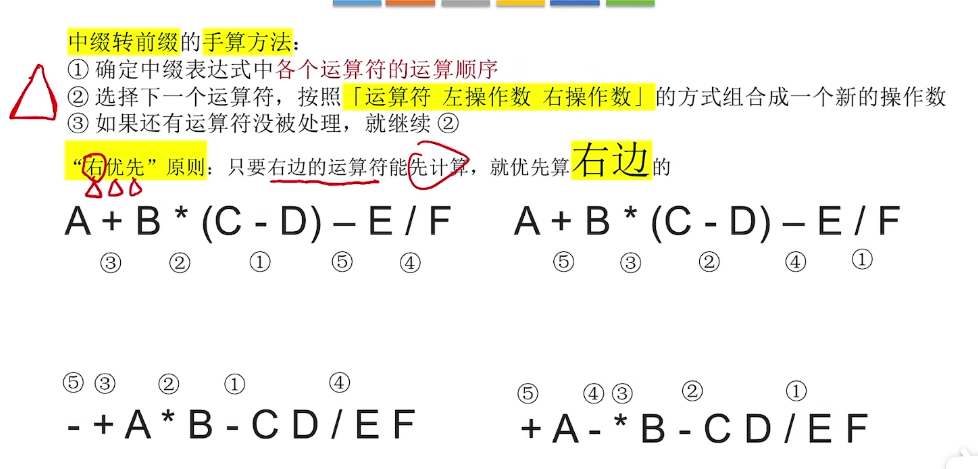 中缀转前缀的手算方法：
① 确定中缀表达式中各个运算符的运算顺序
② 选择下一个运算符，按照「运算符 左操作数 右操作数」的方式组合成一个新的操作数
③ 如果还有运算符没被处理，就继续 ②
“右优先”原则：只要右边的运算符能先计算，就优先算右边的
A + B * (C - D) – E / F
③ ② ① ⑤ ④
A + B * (C - D) – E / F
⑤ ③ ② ④ ①
⑤ ③ ② ① ④
- + A * B - C D / E F
⑤ ④ ③ ② ①
+ A - * B - C D / E F